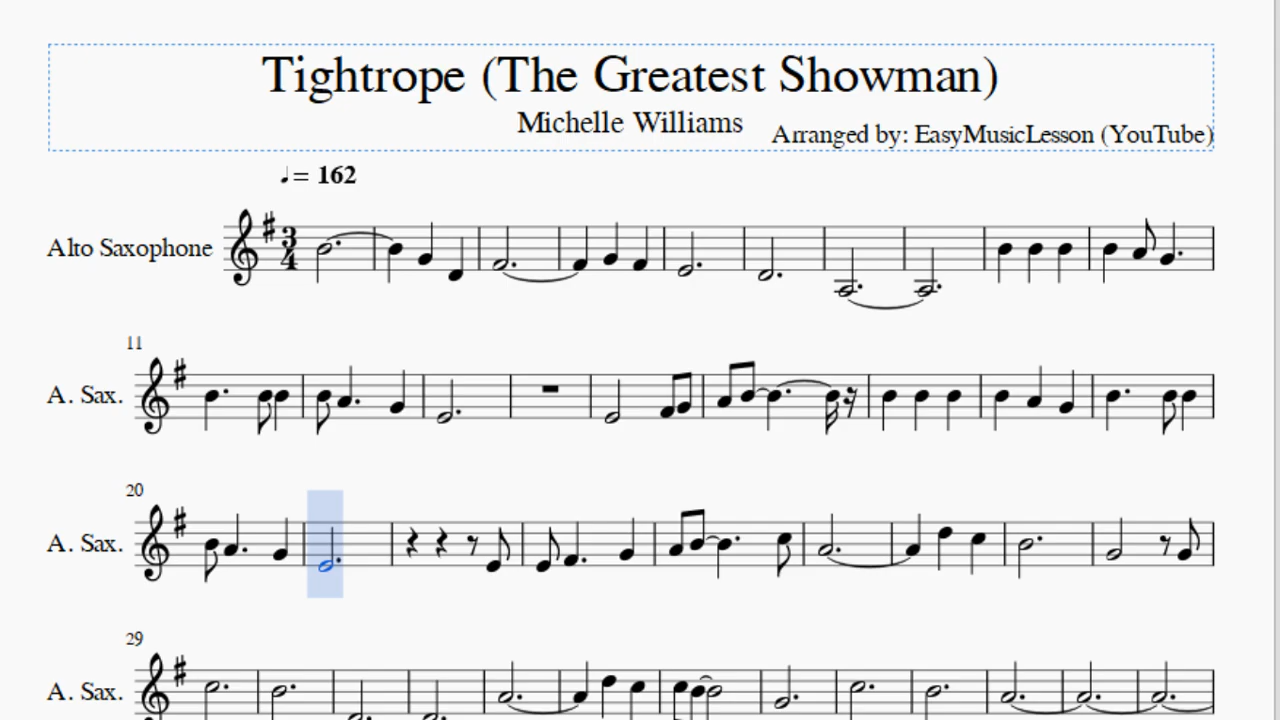 Tightrope (The Greatest Showman)
Michelle Williams
Arranged by: EasyMusicLesson (YouTube)
♩= 162
Alto Saxophone
3
4
11
A. Sax.
20
A. Sax.
29
A. Sax.